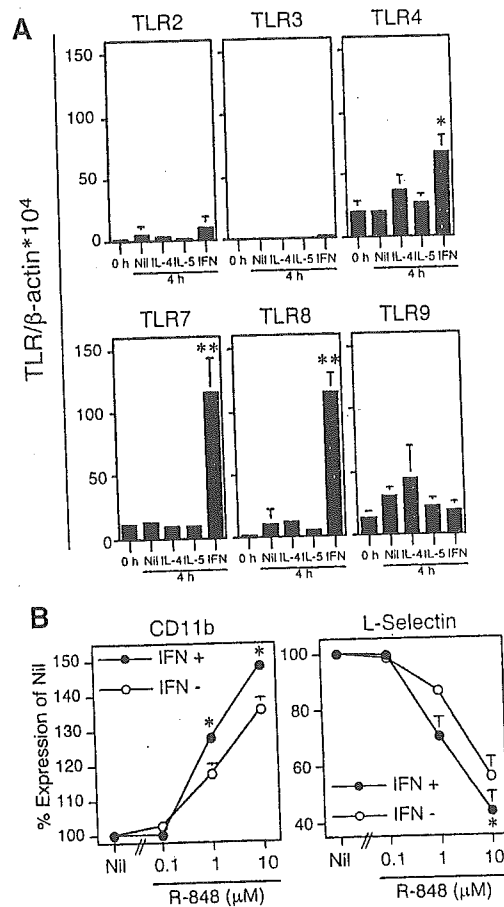 A
TLR2 TLR3 TLR4
150
100
50
0
*
0 h Nil IL-4 IL-5 IFN 0 h Nil IL-4 IL-5 IFN 0 h Nil IL-4 IL-5 IFN
4 h 4 h 4 h
TLR/β-actin*10^4
TLR7 TLR8 TLR9
150
100
50
0
** **
0 h Nil IL-4 IL-5 IFN 0 h Nil IL-4 IL-5 IFN 0 h Nil IL-4 IL-5 IFN
4 h 4 h 4 h
B
CD11b L-Selectin
% Expression of Nil
150
140
130
120
110
100
IFN +
IFN -
* *
Nil 0.1 1 10
R-848 (μM)
100
80
60
40
IFN +
IFN -
*
Nil 0.1 1 10
R-848 (μM)